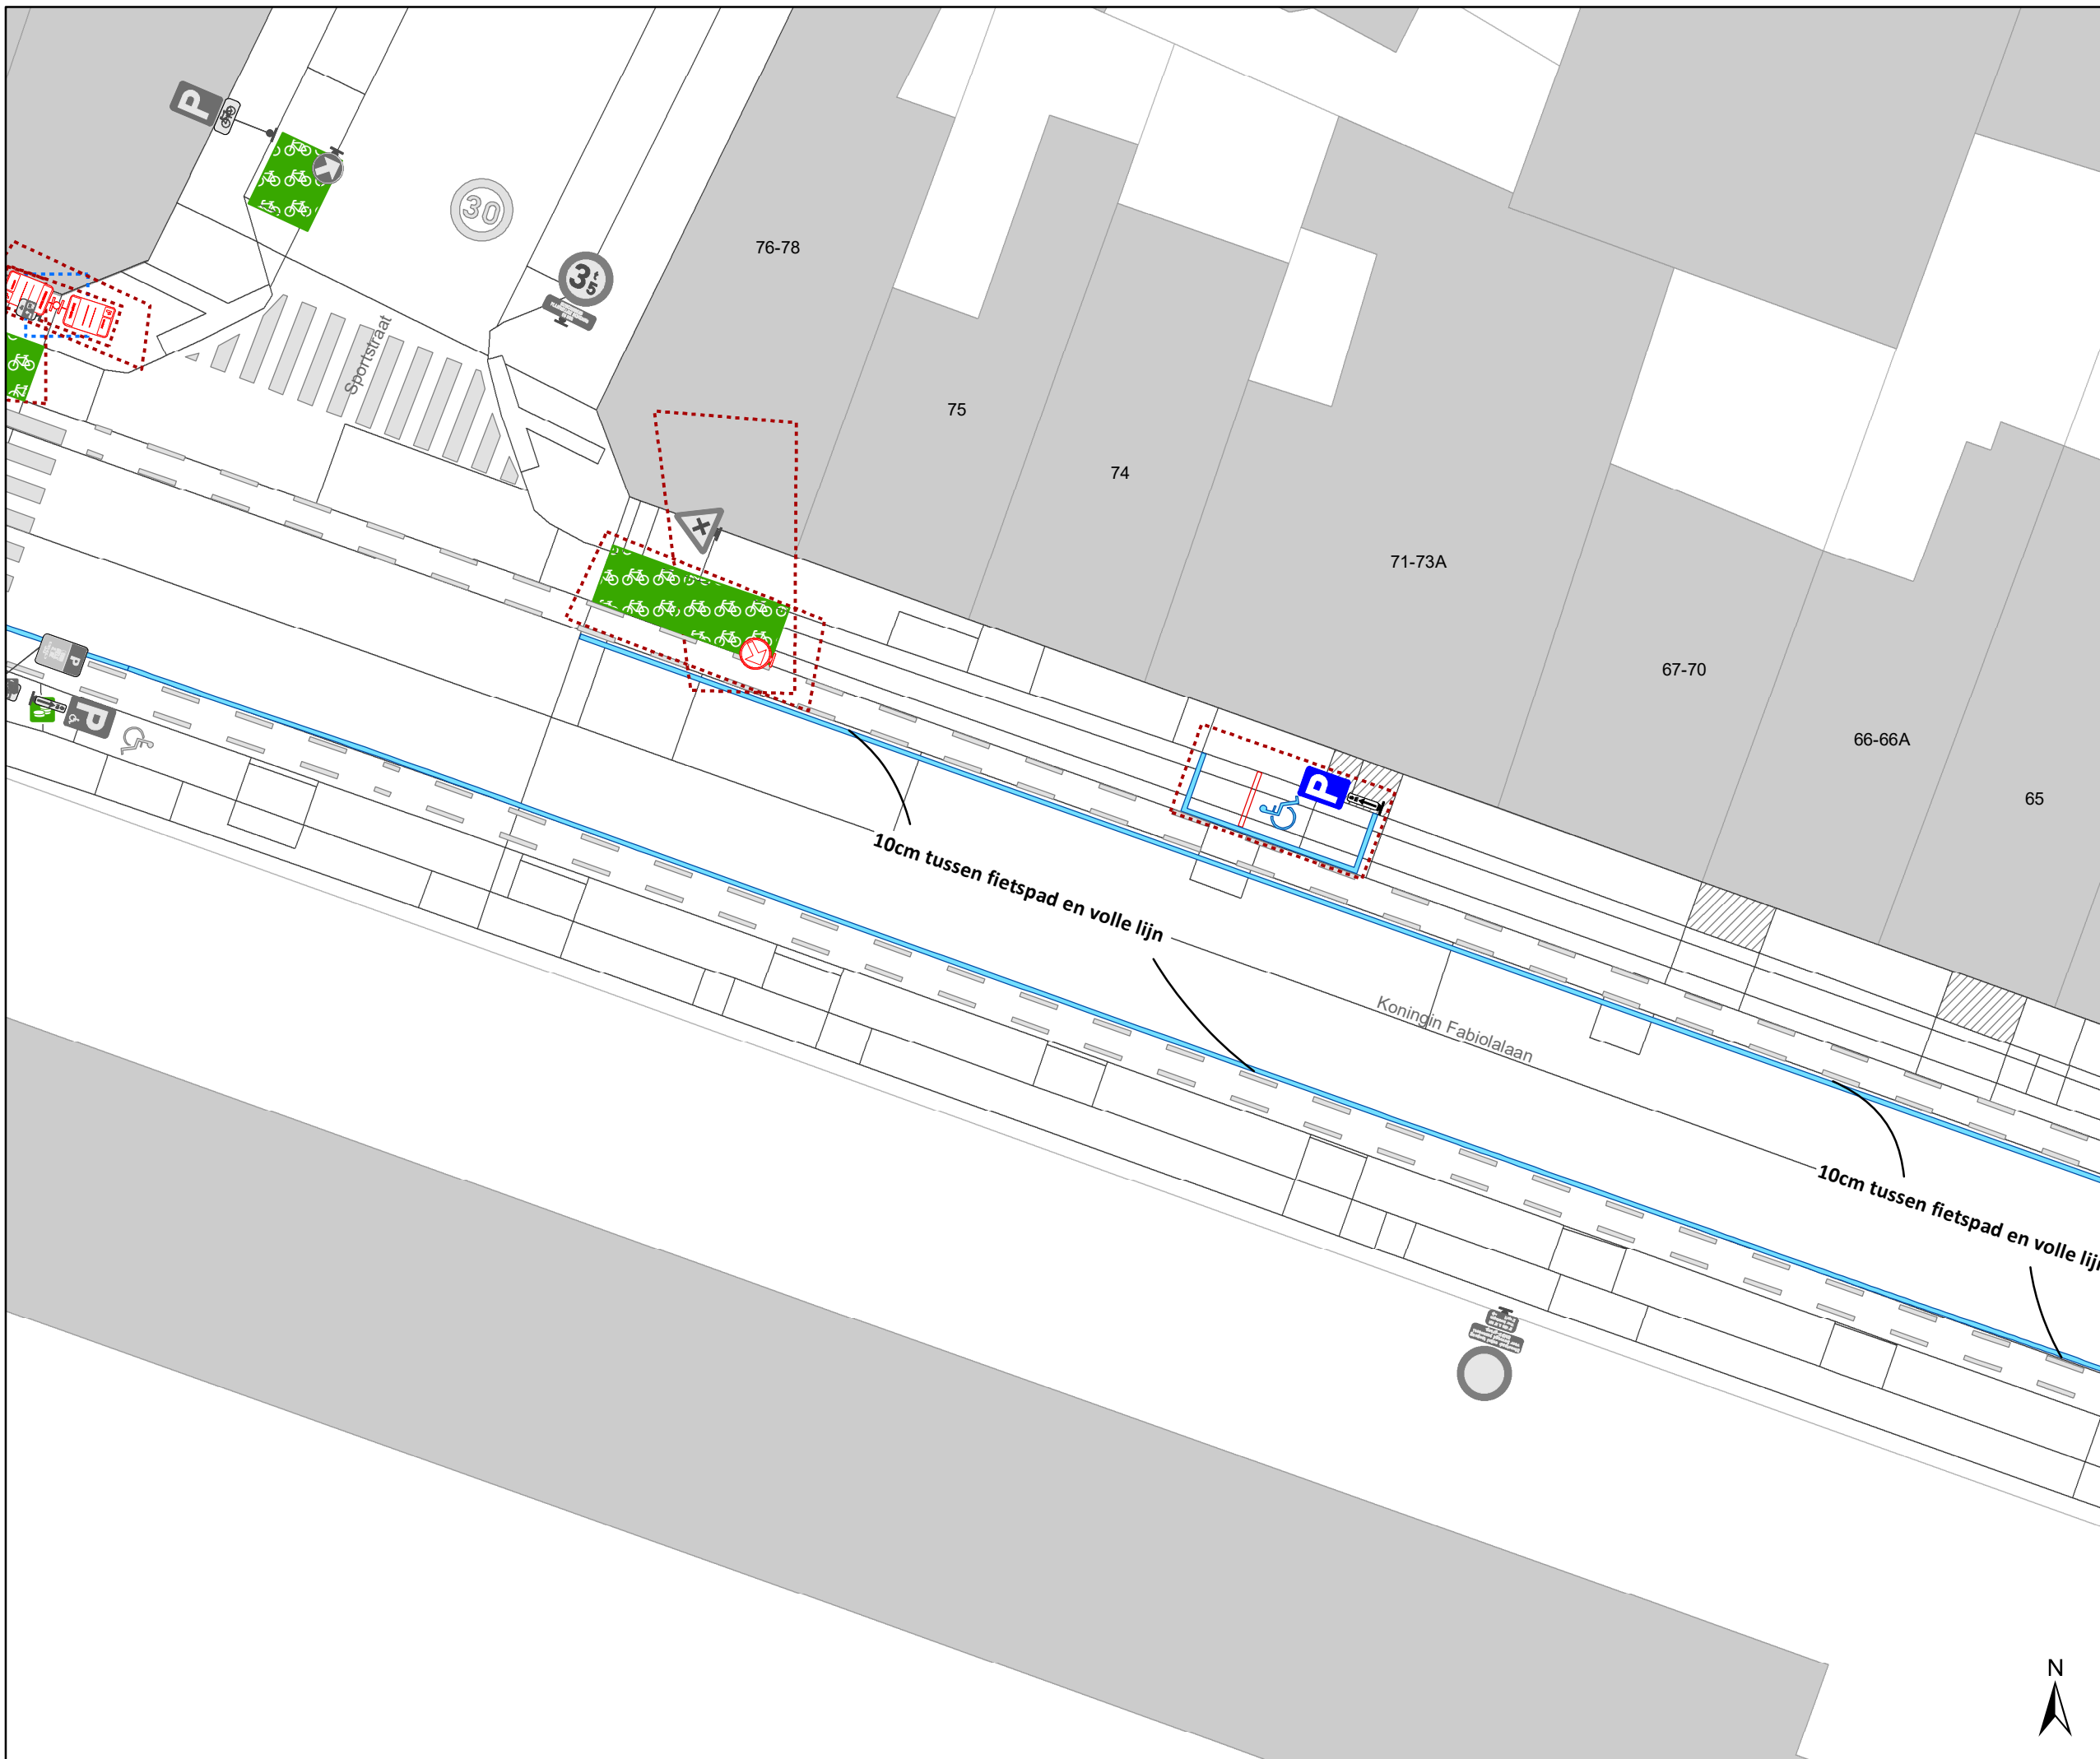 P
30
3t5
76-78
Sportstraat
75
74
71-73A
67-70
66-66A
65
P
P
P
10cm tussen fietspad en volle lijn
Koningin Fabiolalaan
10cm tussen fietspad en volle lij
N